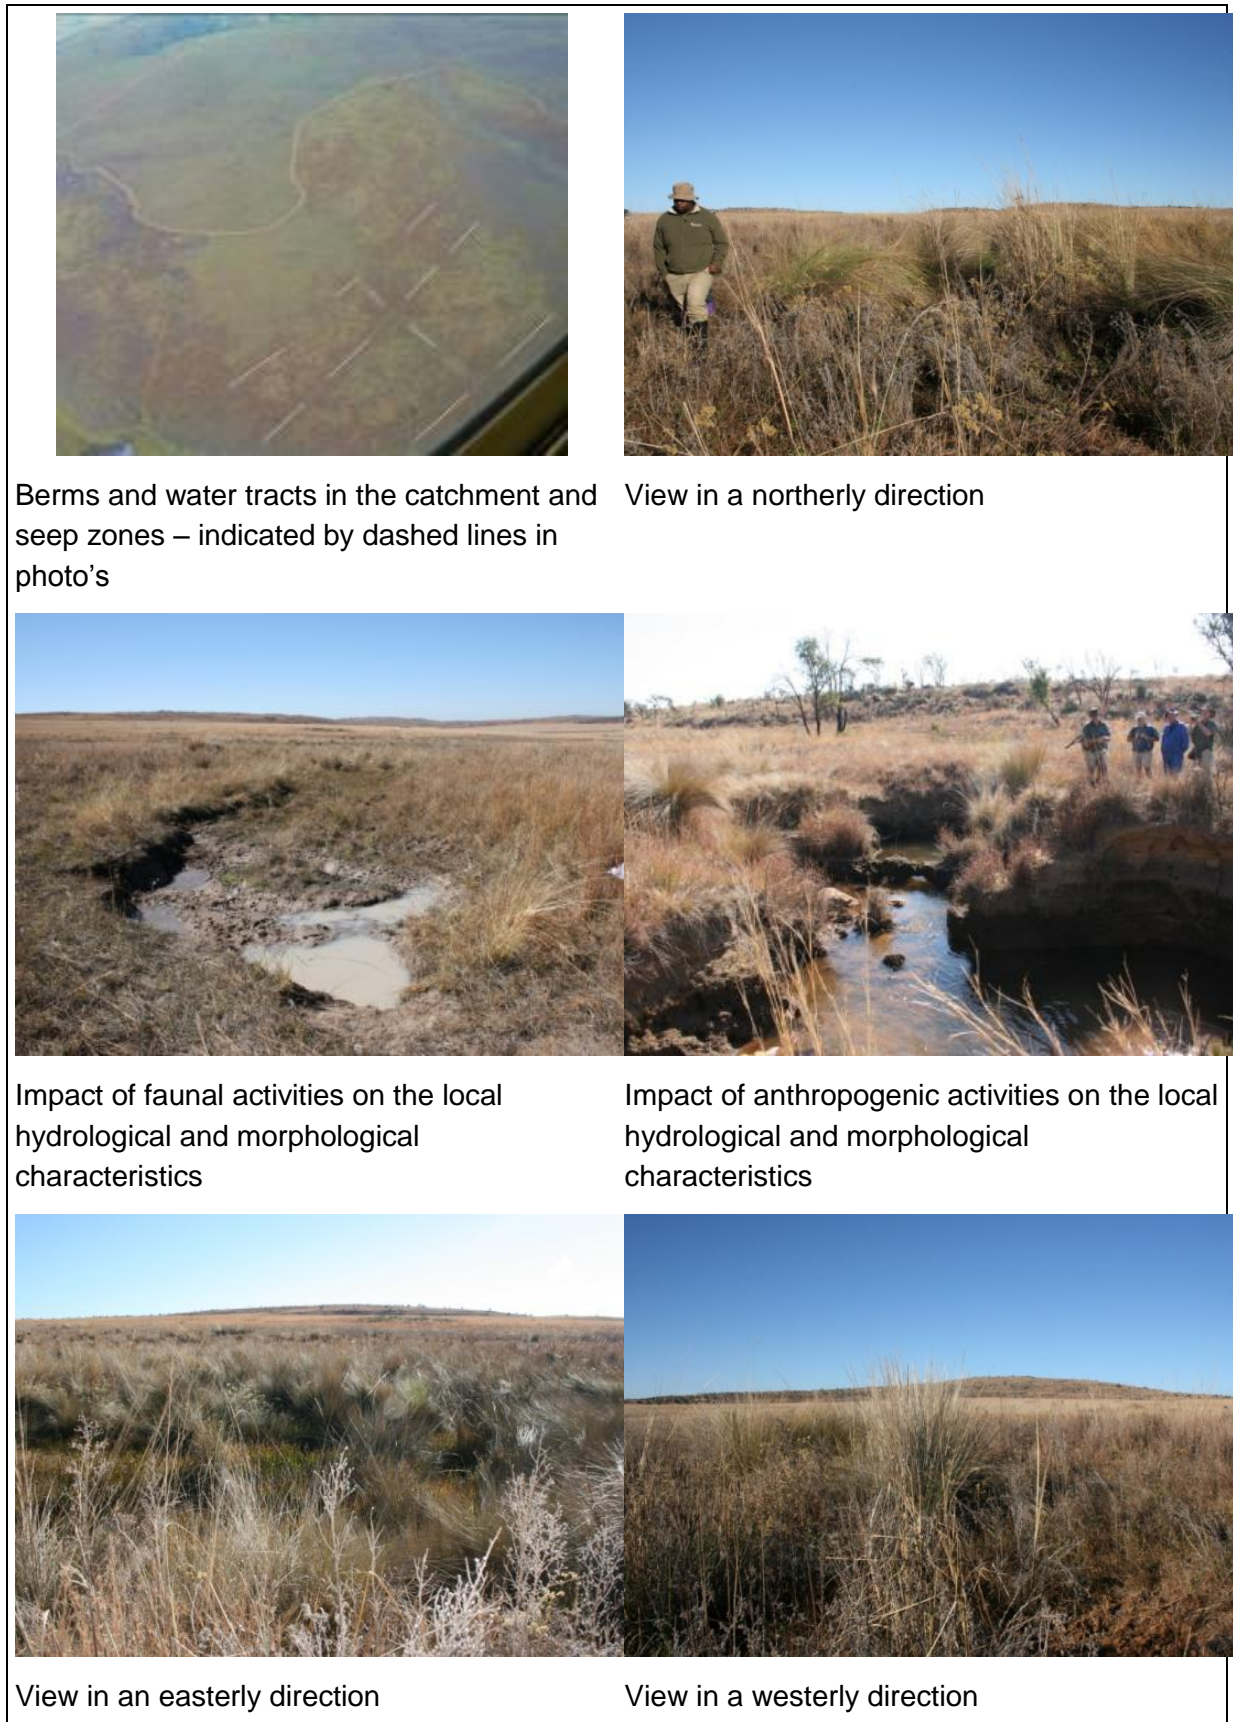 Berms and water tracts in the catchment and
seep zones – indicated by dashed lines in
photo’s
View in a northerly direction
Impact of faunal activities on the local
hydrological and morphological
characteristics
Impact of anthropogenic activities on the local
hydrological and morphological
characteristics
View in an easterly direction
View in a westerly direction